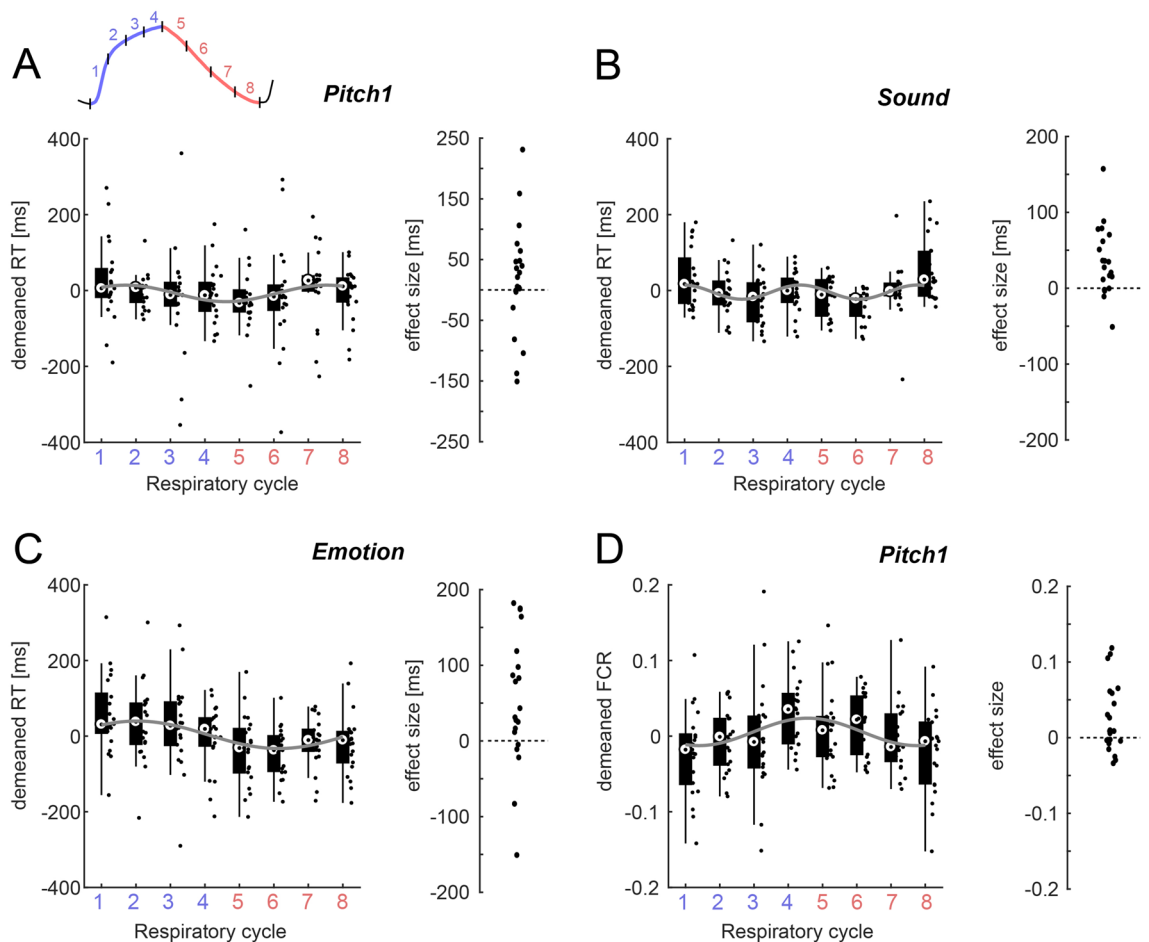 A
1
2
3
4
5
6
7
8
Pitch1
demeaned RT [ms]
400
200
0
-200
-400
1 2 3 4 5 6 7 8
Respiratory cycle
effect size [ms]
250
150
50
-50
-150
-250
B
Sound
demeaned RT [ms]
400
200
0
-200
-400
1 2 3 4 5 6 7 8
Respiratory cycle
effect size [ms]
200
100
0
-100
-200
C
Emotion
demeaned RT [ms]
400
200
0
-200
-400
1 2 3 4 5 6 7 8
Respiratory cycle
effect size [ms]
200
100
0
-100
-200
D
Pitch1
demeaned FCR
0.2
0.1
0
-0.1
-0.2
1 2 3 4 5 6 7 8
Respiratory cycle
effect size
0.2
0.1
0
-0.1
-0.2